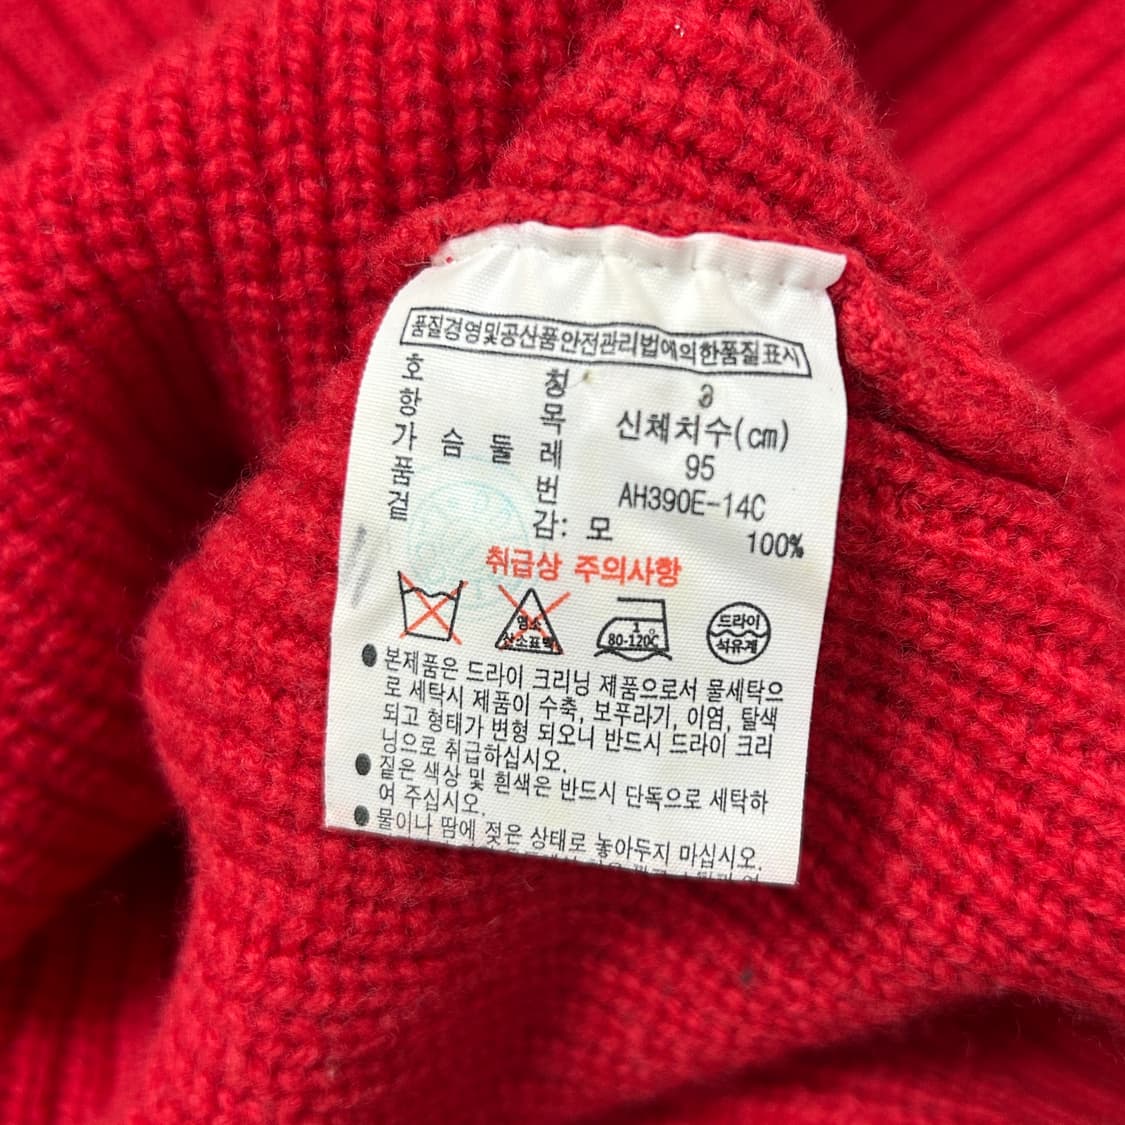 품질경영및공산품안전관리법에의한품질표시
호 칭 3
항 목 신체치수(cm)
가 슴 둘 레 95
품 번 AH390E-14C
겉 감: 모 100%
취급상 주의사항
염소
산소표백
1
80-120℃
드라이
석유계
● 본제품은 드라이 크리닝 제품으로서 물세탁으
로 세탁시 제품이 수축, 보푸라기, 이염, 탈색
되고 형태가 변형 되오니 반드시 드라이 크리
닝으로 취급하십시오.
● 짙은 색상 및 흰색은 반드시 단독으로 세탁하
여 주십시오.
● 물이나 땀에 젖은 상태로 놓아두지 마십시오.